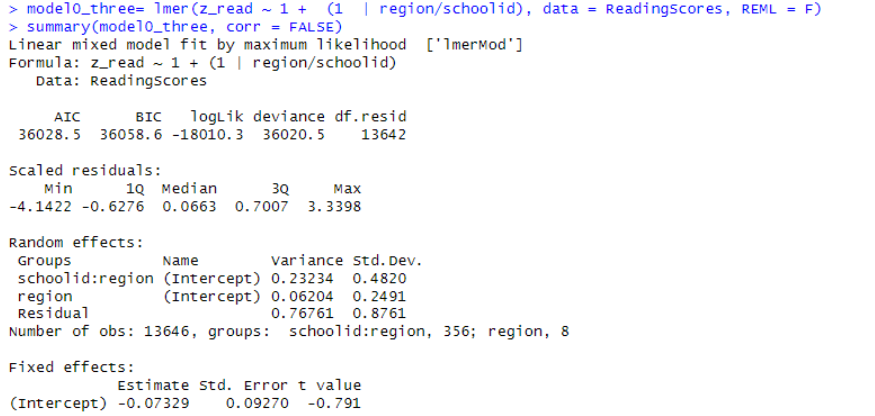 > model0_three= lmer(z_read ~ 1 +  (1  | region/schoolid), data = ReadingScores, REML = F)
> summary(model0_three, corr = FALSE)
Linear mixed model fit by maximum likelihood  ['lmerMod']
Formula: z_read ~ 1 + (1 | region/schoolid)
   Data: ReadingScores

     AIC      BIC   logLik deviance df.resid
 36028.5  36058.6 -18010.3  36020.5    13642

Scaled residuals:
    Min      1Q  Median      3Q     Max
-4.1422 -0.6276  0.0663  0.7007  3.3398

Random effects:
 Groups          Name        Variance Std.Dev.
 schoolid:region (Intercept) 0.23234  0.4820
 region          (Intercept) 0.06204  0.2491
 Residual                    0.76761  0.8761
Number of obs: 13646, groups:  schoolid:region, 356; region, 8

Fixed effects:
            Estimate Std. Error t value
(Intercept) -0.07329    0.09270  -0.791